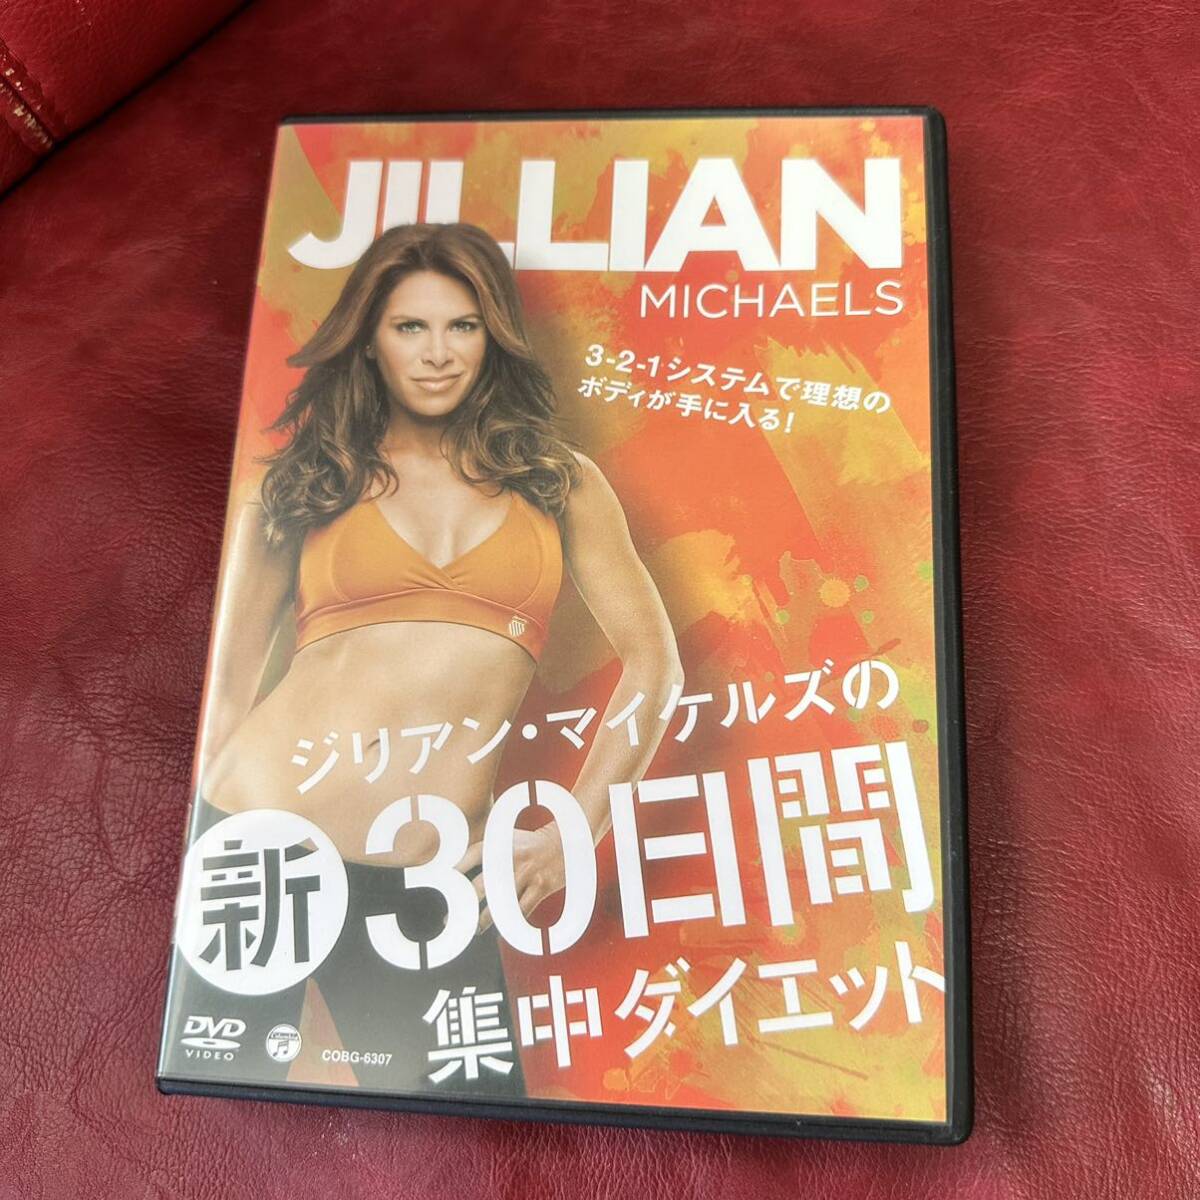 JILLIAN
MICHAELS
3-2-1システムで理想の
ボディが手に入る!
ジリアン・マイケルズの
新30日間
集中ダイエット
DVD
VIDEO
Columbia
COBG-6307